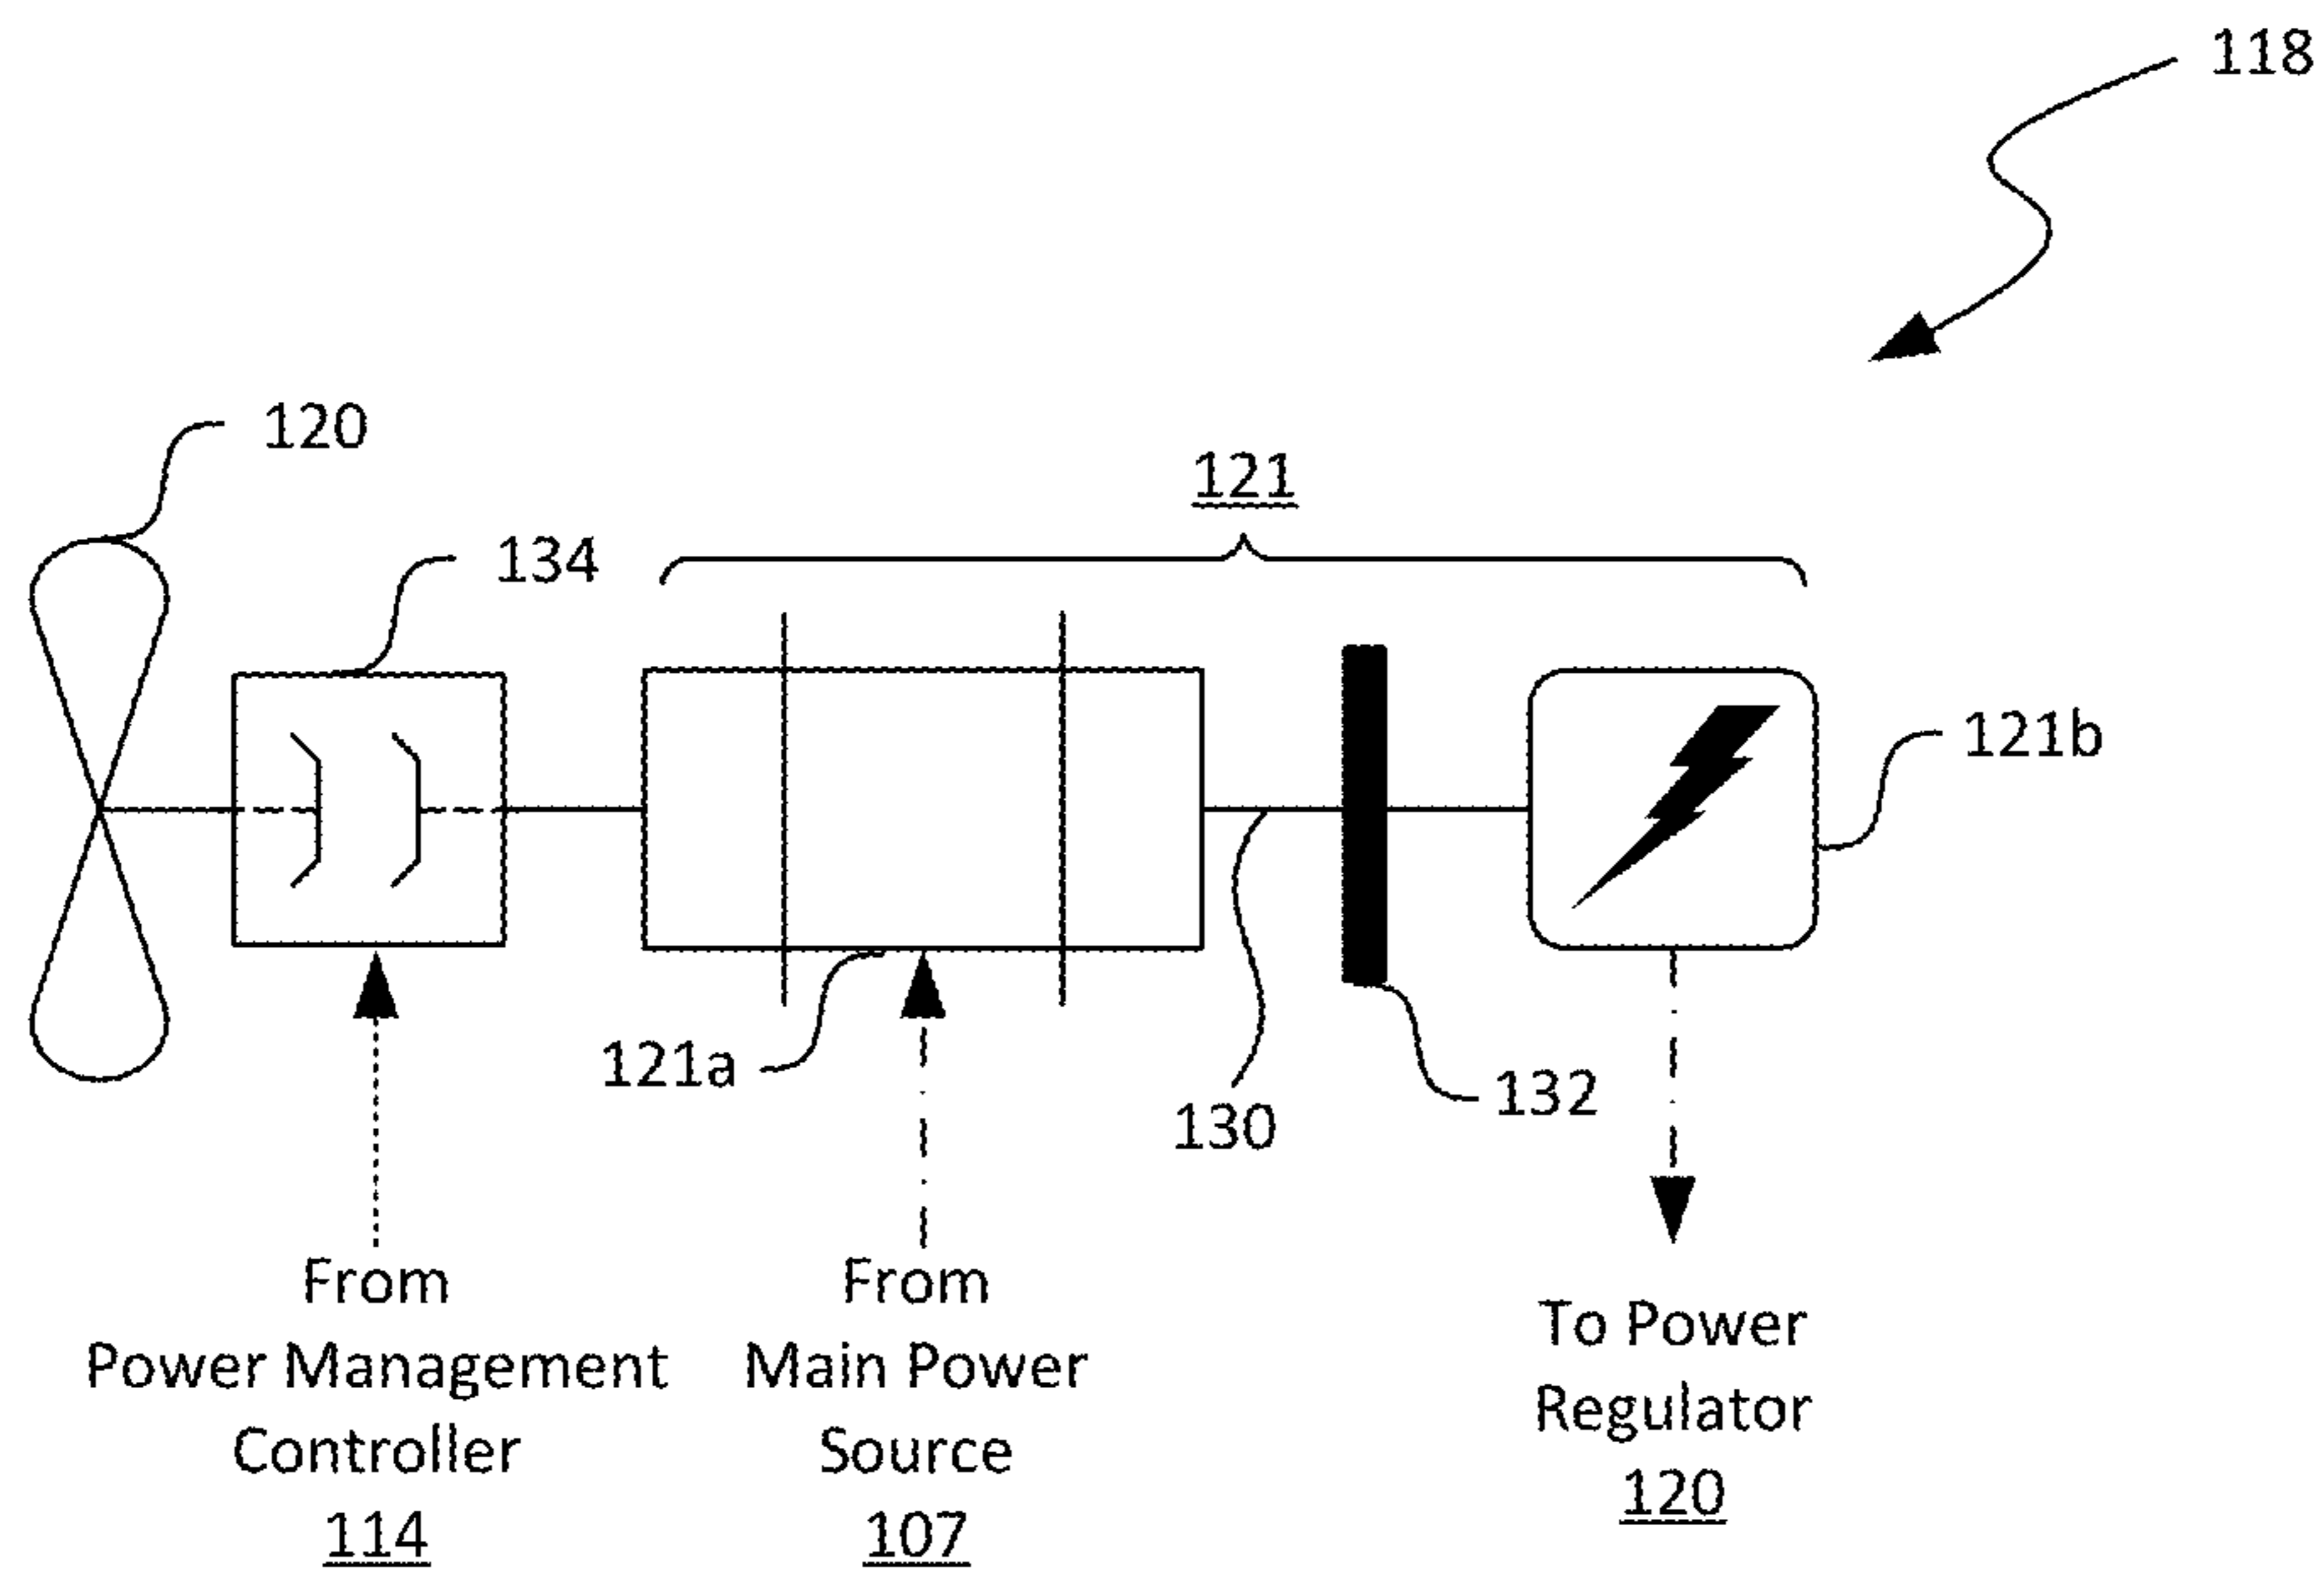 118
120
121
134
121b
121a
132
130
From
Power Management
Controller
114
From
Main Power
Source
107
To Power
Regulator
120